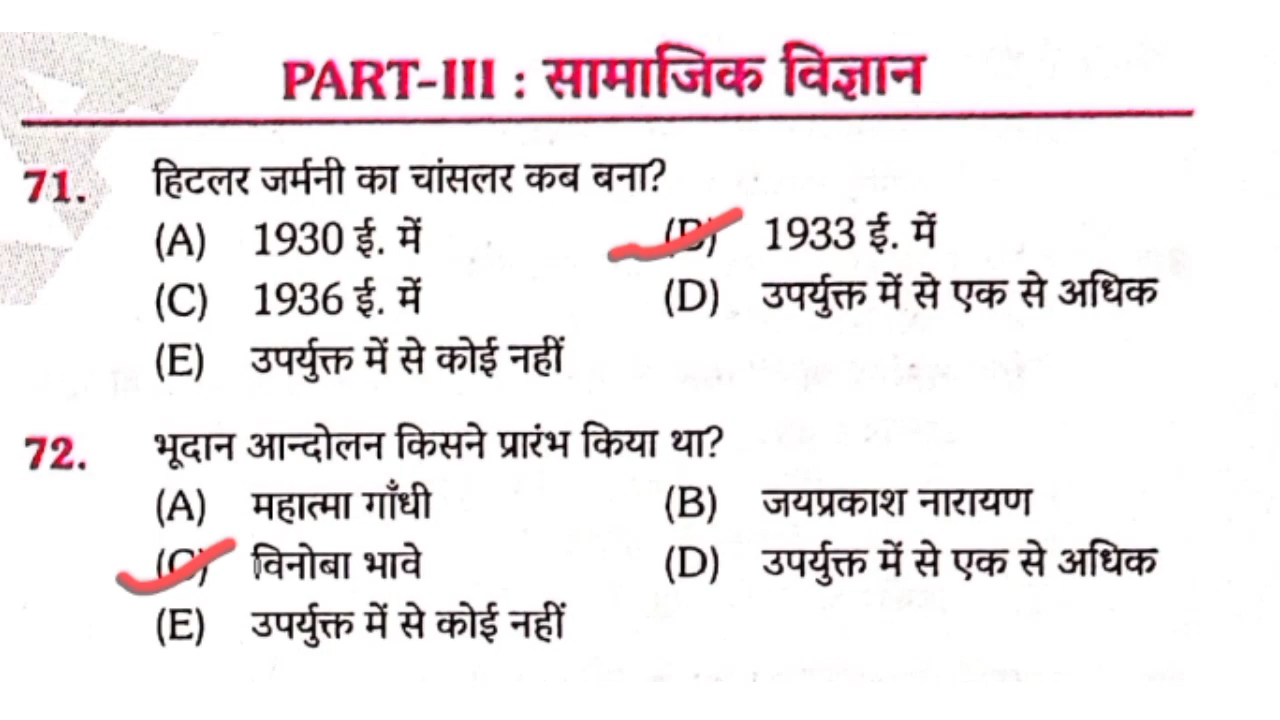 PART-III : सामाजिक विज्ञान
71. हिटलर जर्मनी का चांसलर कब बना?
(A) 1930 ई. में (B) 1933 ई. में
(C) 1936 ई. में (D) उपर्युक्त में से एक से अधिक
(E) उपर्युक्त में से कोई नहीं
72. भूदान आन्दोलन किसने प्रारंभ किया था?
(A) महात्मा गाँधी (B) जयप्रकाश नारायण
(C) विनोबा भावे (D) उपर्युक्त में से एक से अधिक
(E) उपर्युक्त में से कोई नहीं